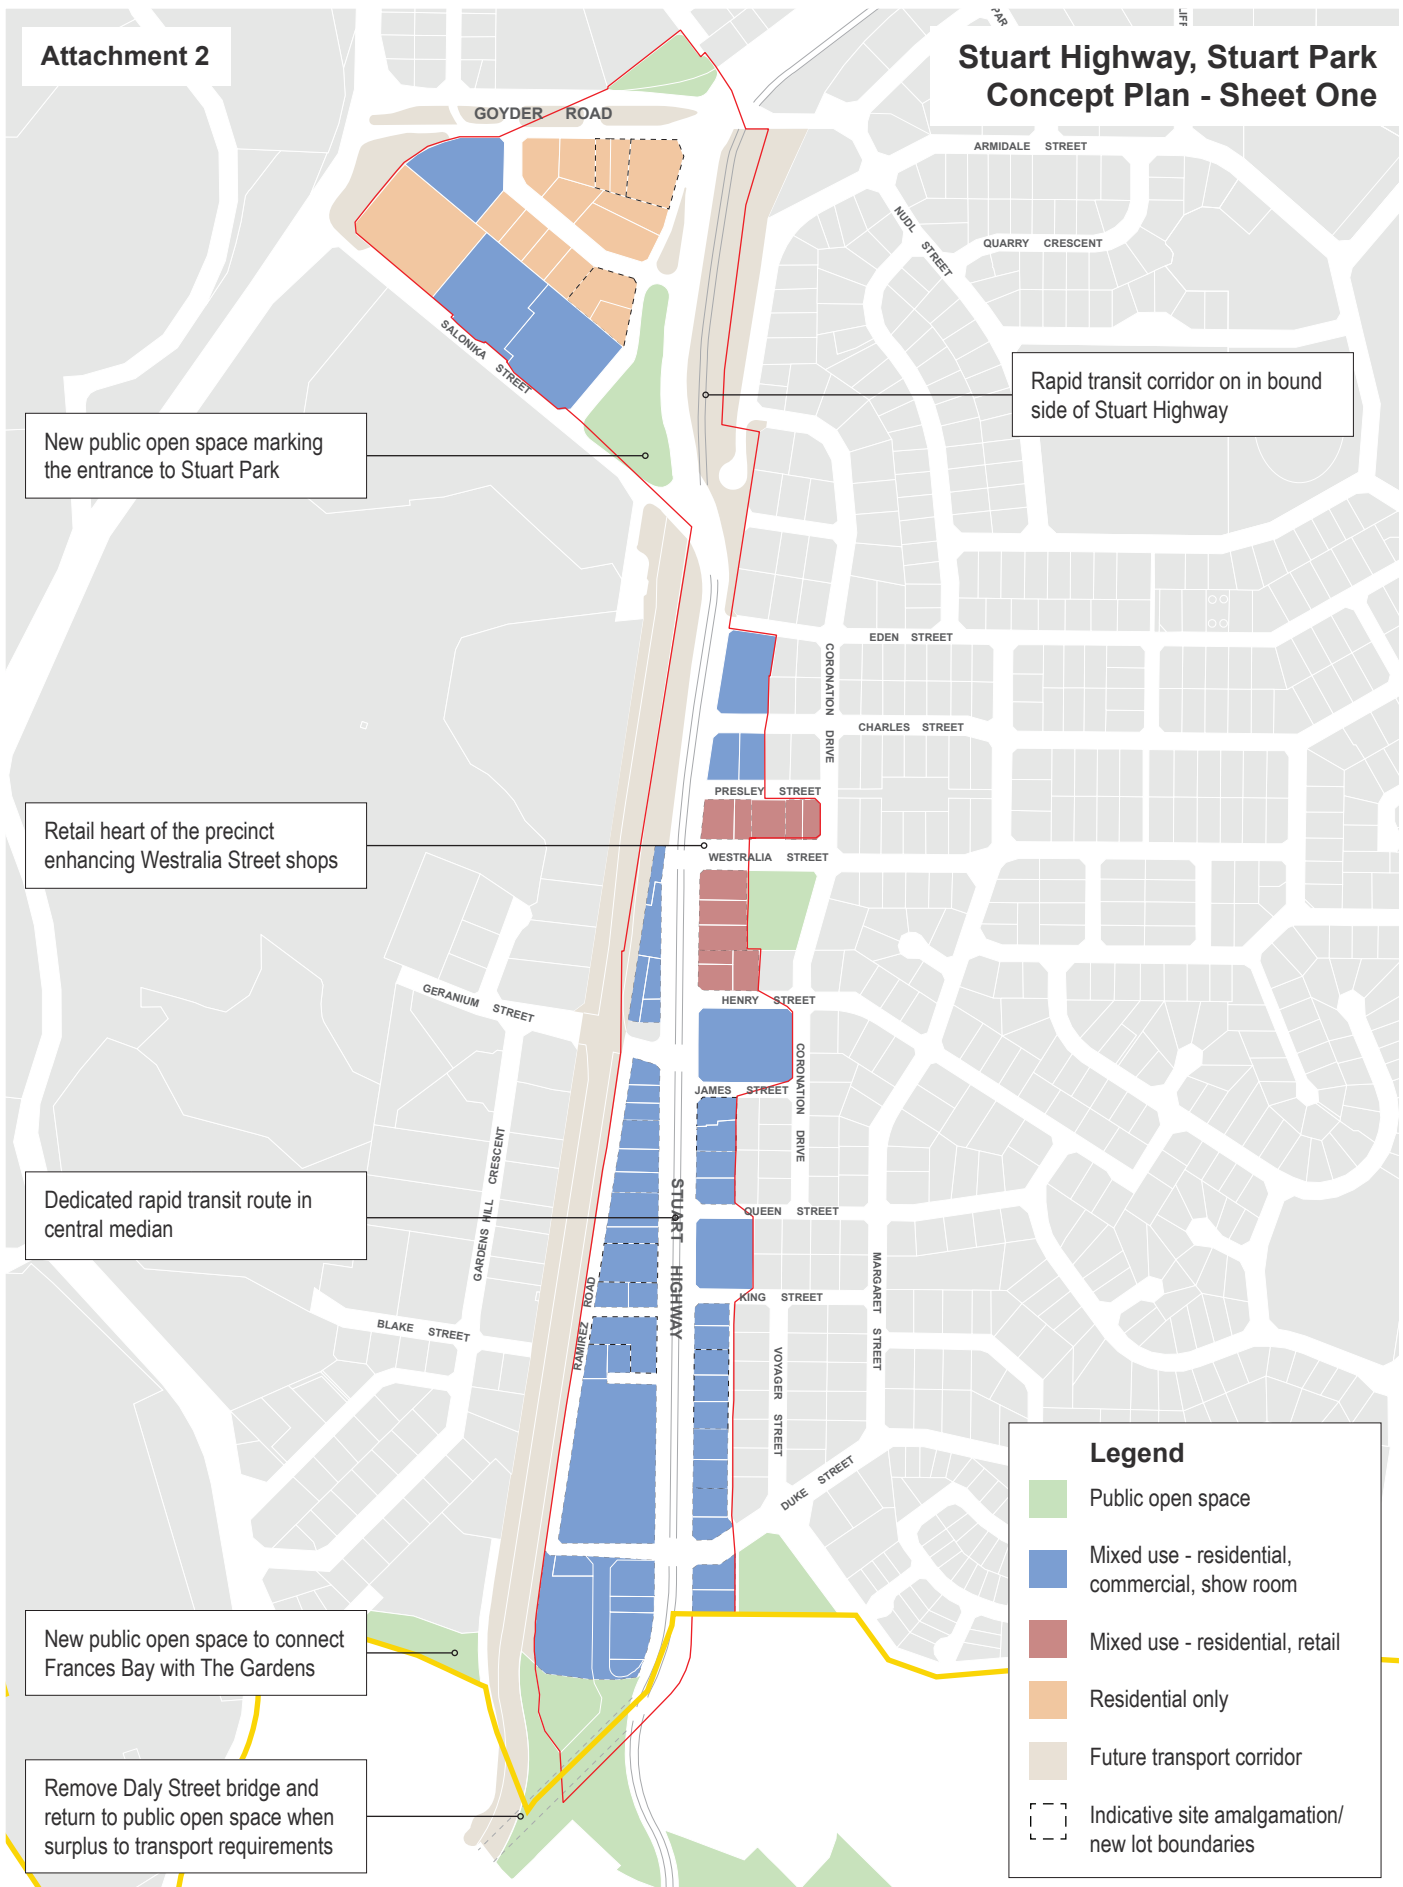 Attachment 2
Stuart Highway, Stuart Park
Concept Plan - Sheet One
PAR
LIFF
GOYDER ROAD
ARMIDALE STREET
NUDL STREET
QUARRY CRESCENT
SALONIKA STREET
Rapid transit corridor on in bound
side of Stuart Highway
New public open space marking
the entrance to Stuart Park
EDEN STREET
CORONATION DRIVE
CHARLES STREET
PRESLEY STREET
Retail heart of the precinct
enhancing Westralia Street shops
WESTRALIA STREET
GERANIUM STREET
HENRY STREET
CORONATION DRIVE
JAMES STREET
GARDENS HILL CRESCENT
Dedicated rapid transit route in
central median
STUART HIGHWAY
QUEEN STREET
MARGARET STREET
RAMIREZ ROAD
KING STREET
BLAKE STREET
VOYAGER STREET
DUKE STREET
Legend
Public open space
Mixed use - residential,
commercial, show room
Mixed use - residential, retail
Residential only
Future transport corridor
Indicative site amalgamation/
new lot boundaries
New public open space to connect
Frances Bay with The Gardens
Remove Daly Street bridge and
return to public open space when
surplus to transport requirements